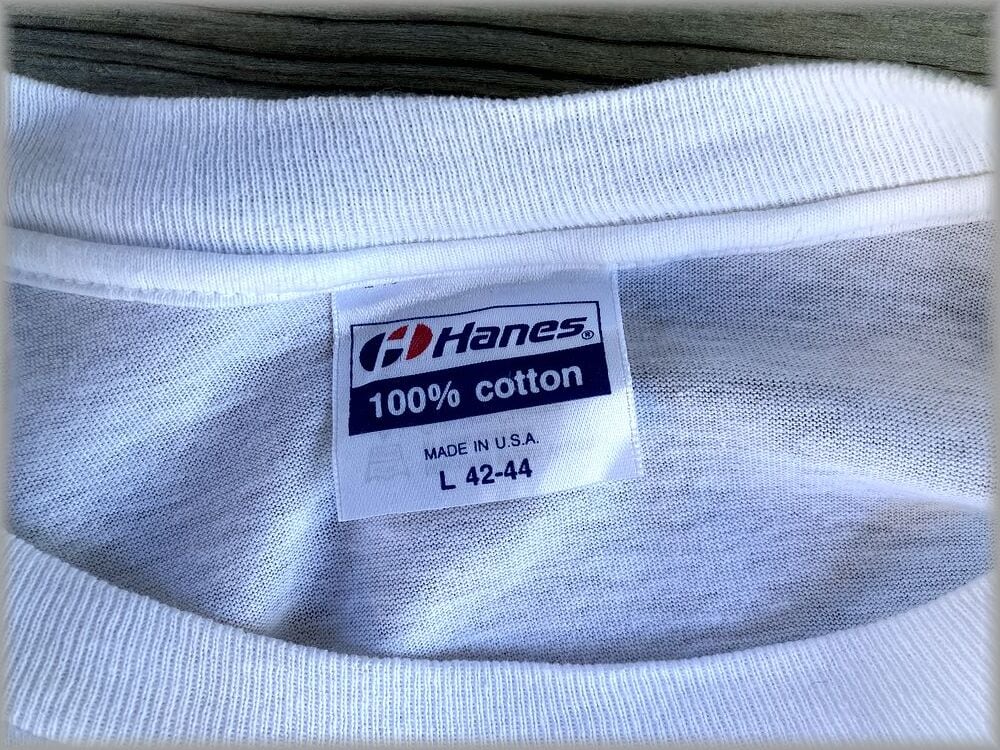 Hanes®
100% cotton
MADE IN U.S.A.
L 42-44